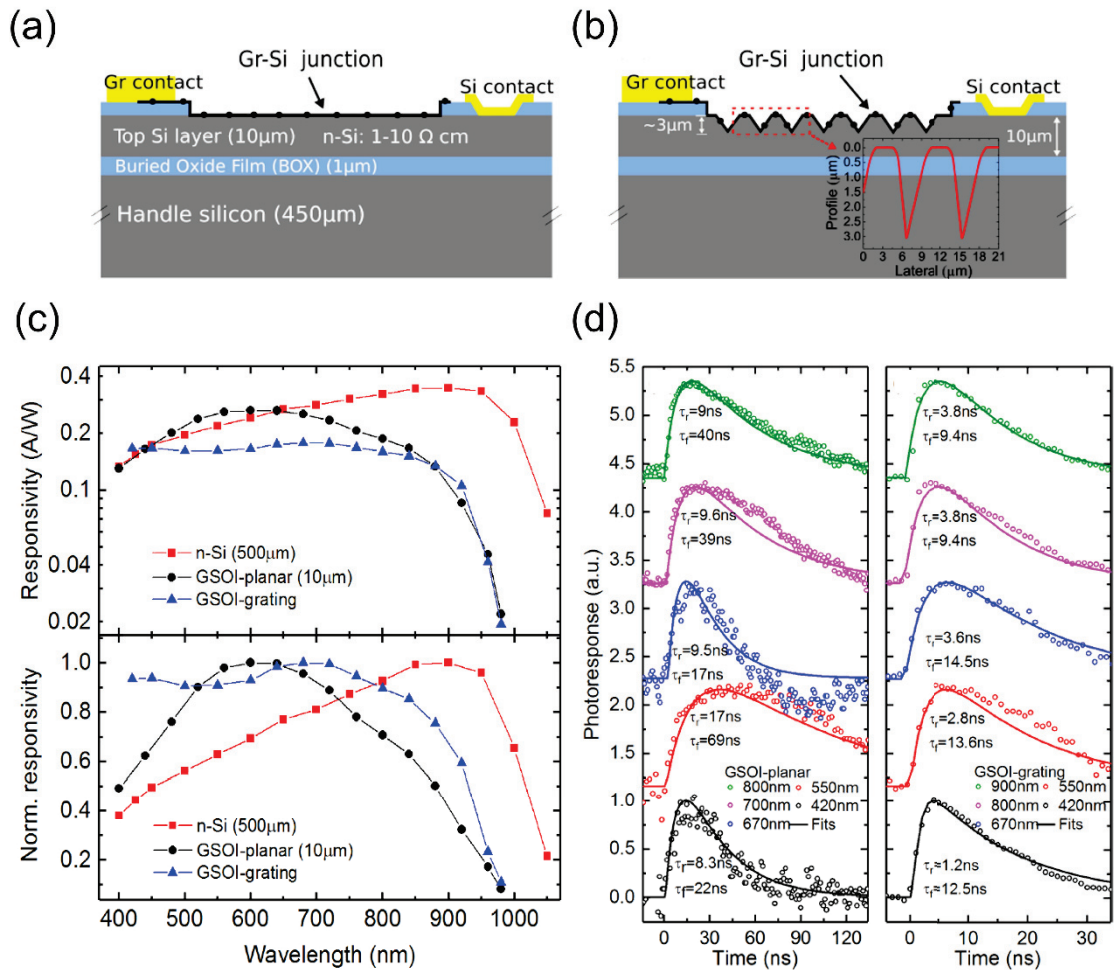 (a)
Gr contact
Gr-Si junction
Si contact
Top Si layer (10μm) n-Si: 1-10 Ω cm
Buried Oxide Film (BOX) (1μm)
Handle silicon (450μm)
(b)
Gr contact
Gr-Si junction
Si contact
~3μm
10μm
0.0
1.5
2.0
3.0
Profile (μm)
0 3 6 9 12 15 18 21
Lateral (μm)
(c)
0.4
0.2
0.1
0.04
0.02
Responsivity (A/W)
n-Si (500μm)
GSOI-planar (10μm)
GSOI-grating
1.0
0.8
0.6
0.4
0.2
Norm. responsivity
n-Si (500μm)
GSOI-planar (10μm)
GSOI-grating
400 500 600 700 800 900 1000
Wavelength (nm)
(d)
5.5
5.0
4.5
4.0
3.5
3.0
2.5
2.0
1.5
1.0
0.5
0.0
Photoresponse (a.u.)
τr=9ns
τf=40ns
τr=9.6ns
τf=39ns
τr=9.5ns
τf=17ns
τr=17ns
τf=69ns
GSOI-planar
800nm 550nm
700nm 420nm
670nm Fits
τr=8.3ns
τf=22ns
0 30 60 90 120
Time (ns)
τr=3.8ns
τf=9.4ns
τr=3.8ns
τf=9.4ns
τr=3.6ns
τf=14.5ns
τr=2.8ns
τf=13.6ns
GSOI-grating
900nm 550nm
800nm 420nm
670nm Fits
τr=1.2ns
τf=12.5ns
0 10 20 30
Time (ns)